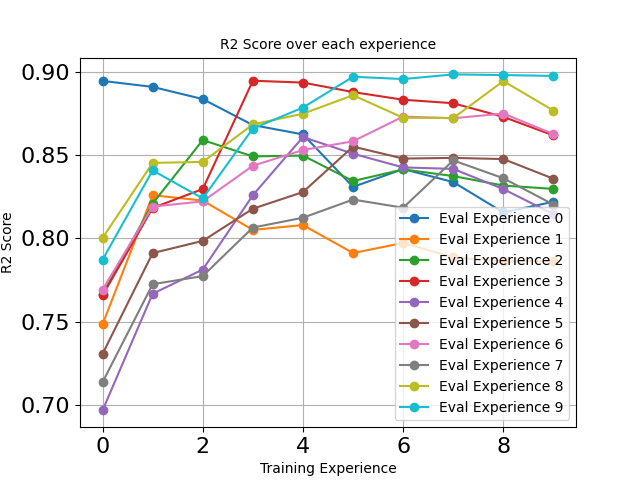 R2 Score over each experience
R2 Score
0.90
0.85
0.80
0.75
0.70
0
2
4
6
8
Training Experience
Eval Experience 0
Eval Experience 1
Eval Experience 2
Eval Experience 3
Eval Experience 4
Eval Experience 5
Eval Experience 6
Eval Experience 7
Eval Experience 8
Eval Experience 9